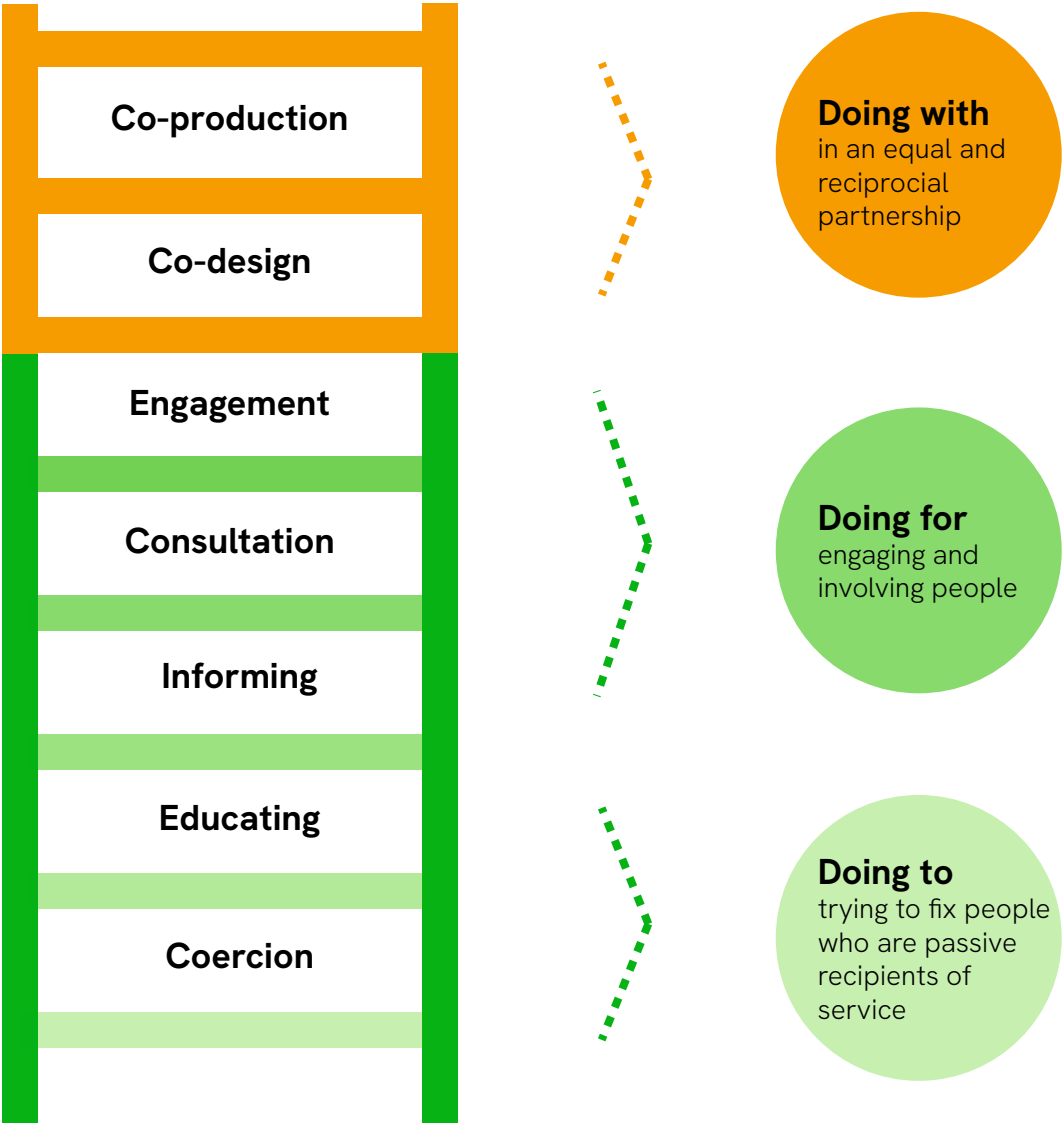 Co-production
Co-design
Engagement
Consultation
Informing
Educating
Coercion
Doing with
in an equal and
reciprocial
partnership
Doing for
engaging and
involving people
Doing to
trying to fix people
who are passive
recipients of
service